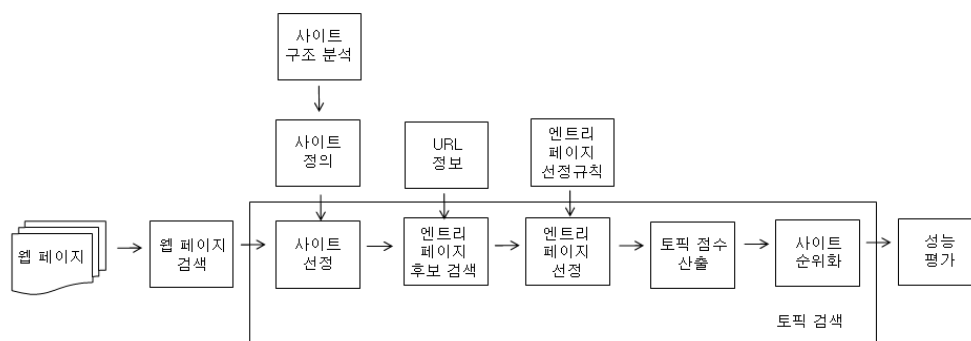 사이트
구조 분석
사이트
정의
URL
정보
엔트리
페이지
선정규칙
웹 페이지
웹 페이지
검색
사이트
선정
엔트리
페이지
후보 검색
엔트리
페이지
선정
토픽 점수
산출
사이트
순위화
성능
평가
토픽 검색